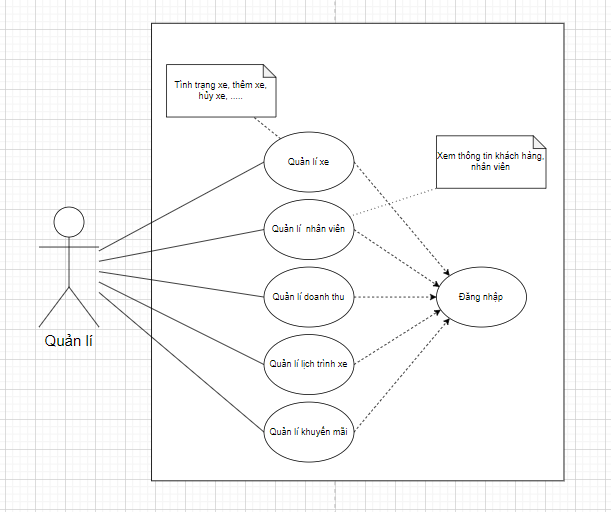 Tình trạng xe, thêm xe,
hủy xe, .....
Quản lí xe
Xem thông tin khách hàng,
nhân viên
Quản lí  nhân viên
Quản lí doanh thu
Đăng nhập
Quản lí
Quản lí lịch trình xe
Quản lí khuyến mãi